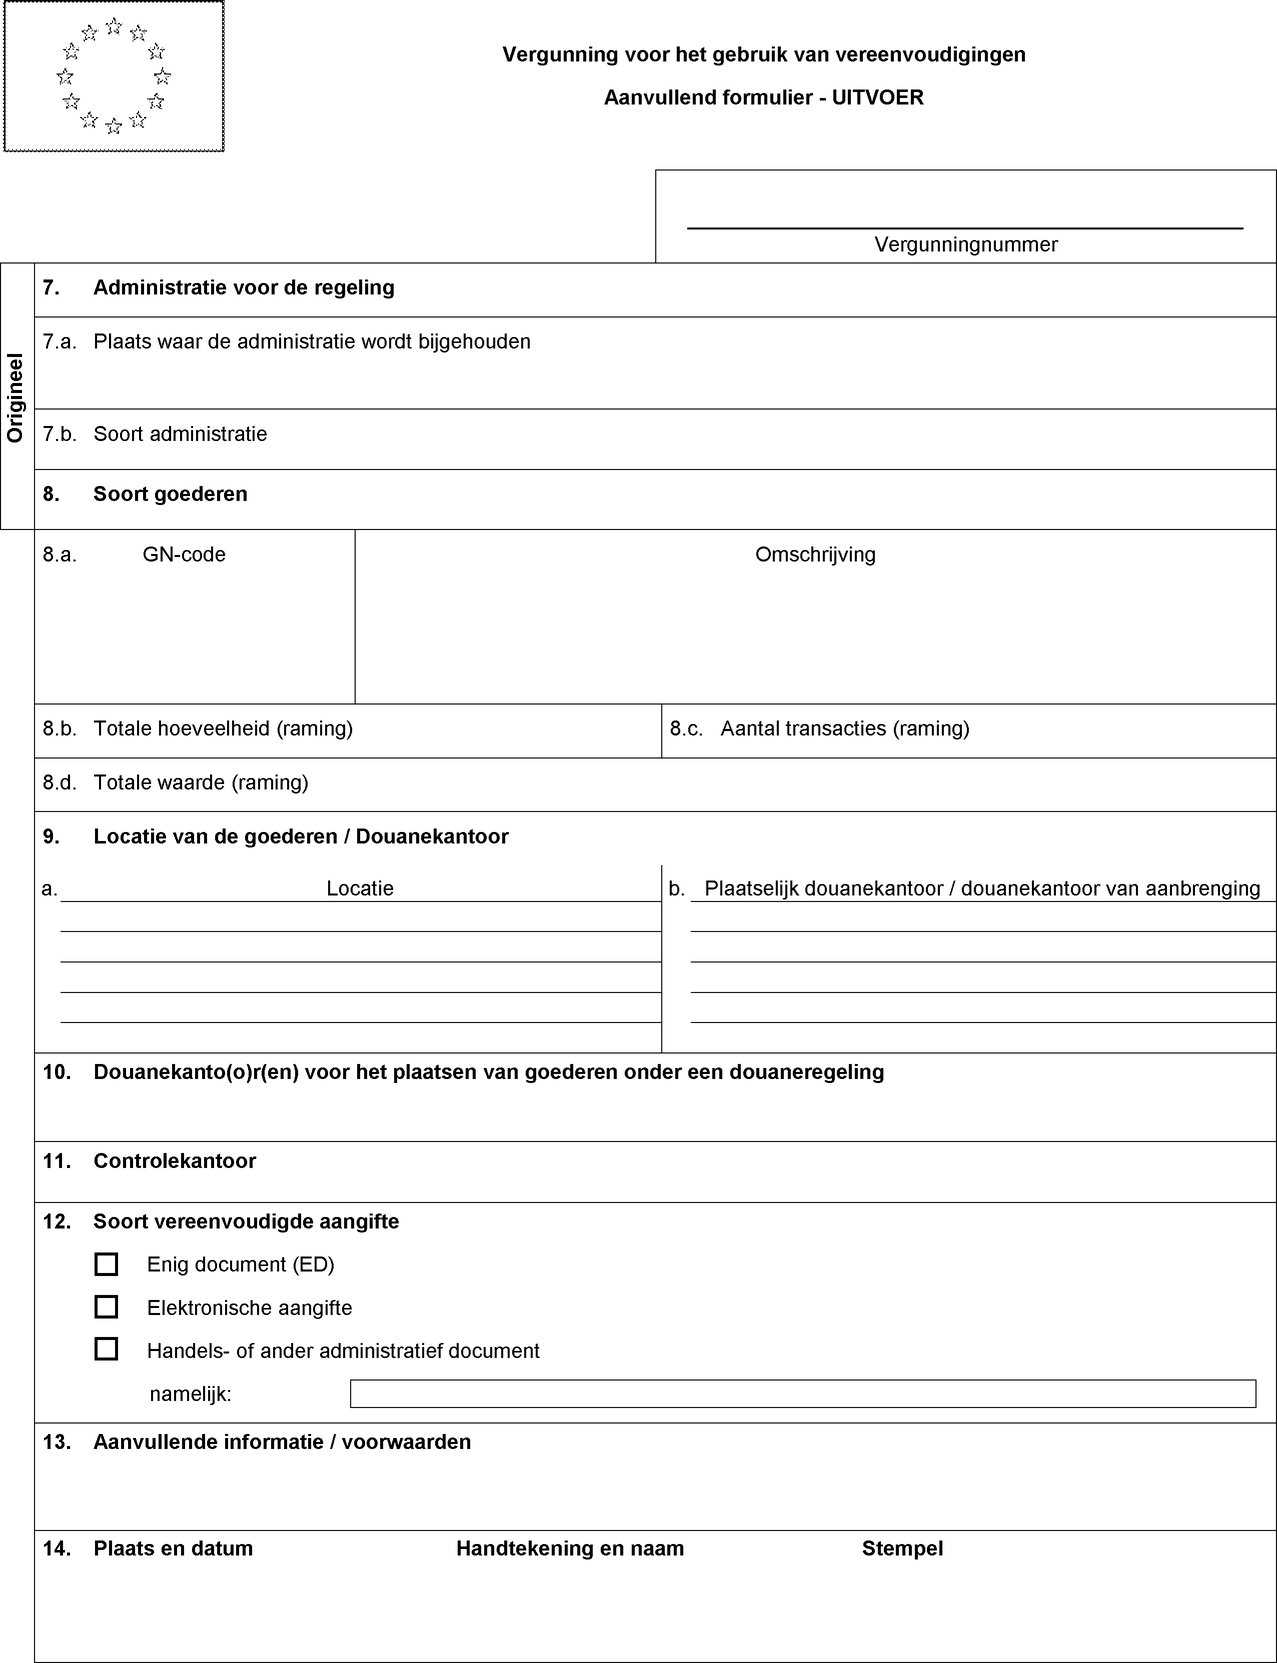 Vergunning voor het gebruik van vereenvoudigingen
Aanvullend formulier - UITVOER
Vergunningnummer
Origineel
7. Administratie voor de regeling
7.a. Plaats waar de administratie wordt bijgehouden
7.b. Soort administratie
8. Soort goederen
8.a. GN-code Omschrijving
8.b. Totale hoeveelheid (raming) 8.c. Aantal transacties (raming)
8.d. Totale waarde (raming)
9. Locatie van de goederen / Douanekantoor
a. Locatie b. Plaatselijk douanekantoor / douanekantoor van aanbrenging
10. Douanekanto(o)r(en) voor het plaatsen van goederen onder een douaneregeling
11. Controlekantoor
12. Soort vereenvoudigde aangifte
Enig document (ED)
Elektronische aangifte
Handels- of ander administratief document
namelijk:
13. Aanvullende informatie / voorwaarden
14. Plaats en datum Handtekening en naam Stempel